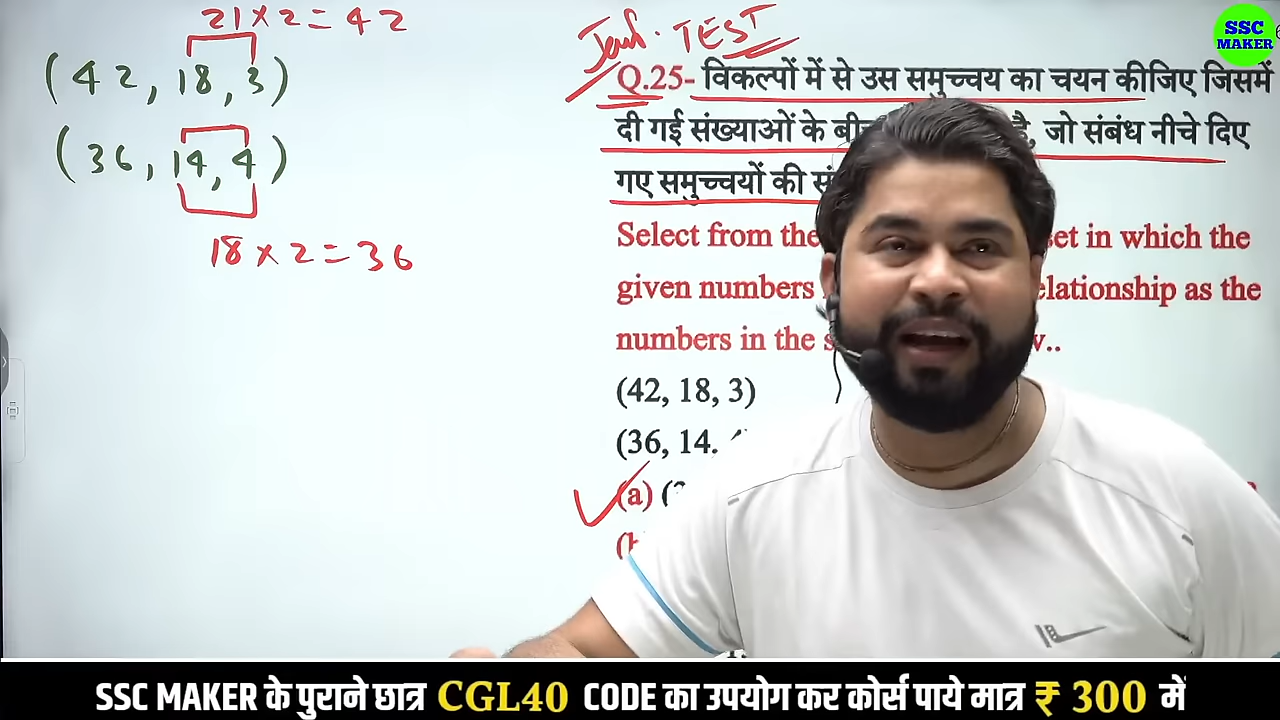 21×2=42
(42, 18, 3)
(36, 14, 4)
18×2=36
TEST
SSC
MAKER
Q.25- विकल्पों में से उस समुच्चय का चयन कीजिए जिसमें
दी गई संख्याओं के है, जो संबंध नीचे दिए
गए समुच्चयों की
Select from the set in which the
given numbers as the
numbers in the
(42, 18, 3)
(36, 14.
(a)
SSC MAKER के पुराने छात्र CGL40 CODE का उपयोग कर कोर्स पाये मात्र ₹ 300 में